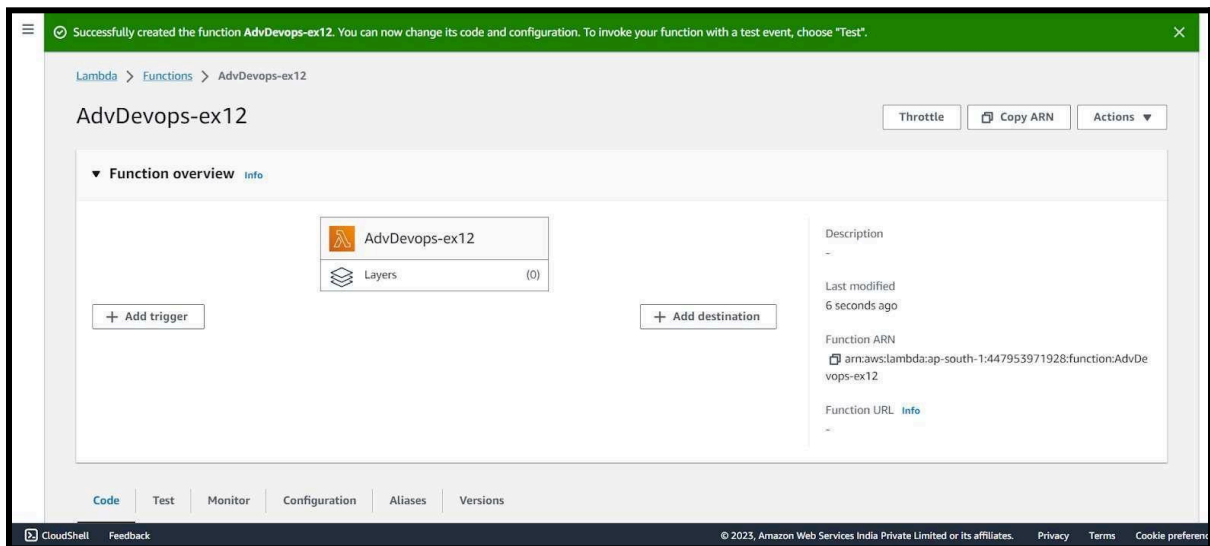 Successfully created the function AdvDevops-ex12. You can now change its code and configuration. To invoke your function with a test event, choose "Test".
Lambda > Functions > AdvDevops-ex12
AdvDevops-ex12
Throttle
Copy ARN
Actions
Function overview Info
AdvDevops-ex12
Layers (0)
+ Add trigger
+ Add destination
Description
-
Last modified
6 seconds ago
Function ARN
arn:aws:lambda:ap-south-1:447953971928:function:AdvDe
vops-ex12
Function URL Info
-
Code Test Monitor Configuration Aliases Versions
CloudShell Feedback © 2023, Amazon Web Services India Private Limited or its affiliates. Privacy Terms Cookie preferenc